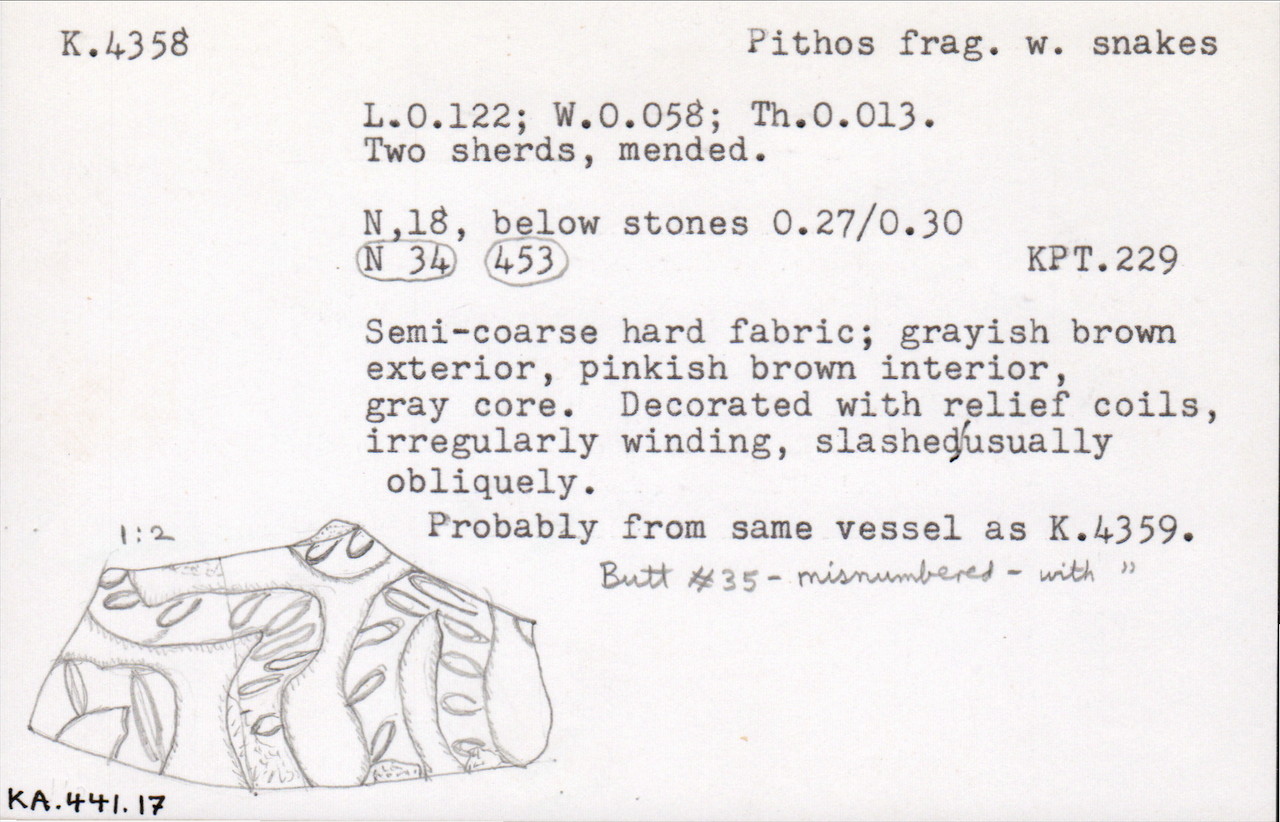 K.4358
Pithos frag. w. snakes
L.0.122; W.0.058; Th.0.013.
Two sherds, mended.
N,18, below stones 0.27/0.30
N 34 453 KPT.229
Semi-coarse hard fabric; grayish brown
exterior, pinkish brown interior,
gray core. Decorated with relief coils,
irregularly winding, slashed usually
obliquely.
Probably from same vessel as K.4359.
1:2
Butt #35 - misnumbered - with "
KA.441.17